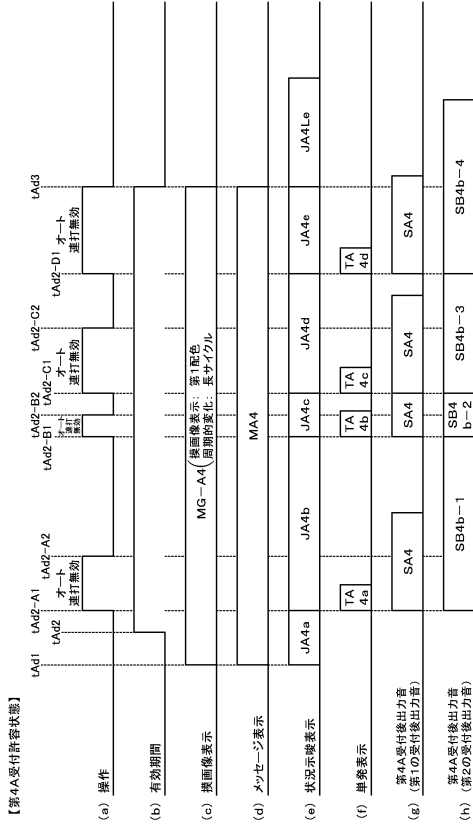 【第4A受付許容状態】
tAd1
tAd2
tAd2-A1
tAd2-A2
tAd2-B1
tAd2-B2
tAd2-C1
tAd2-C2
tAd2-D1
tAd3
(a) 操作
オート
連打無効
オート
連打
無効
オート
連打無効
オート
連打無効
(b) 有効期間
(c) 摸画像表示
MG-A4(摸画像表示: 第1配色
周期的変化: 長サイクル)
(d) メッセージ表示
MA4
(e) 状況示唆表示
JA4a
JA4b
JA4c
JA4d
JA4e
JA4Le
(f) 単発表示
TA
4a
TA
4b
TA
4c
TA
4d
(g) 第4A受付後出力音
(第1の受付後出力音)
SA4
SA4
SA4
SA4
(h) 第4A受付後出力音
(第2の受付後出力音)
SB4b-1
SB4
b-2
SB4b-3
SB4b-4